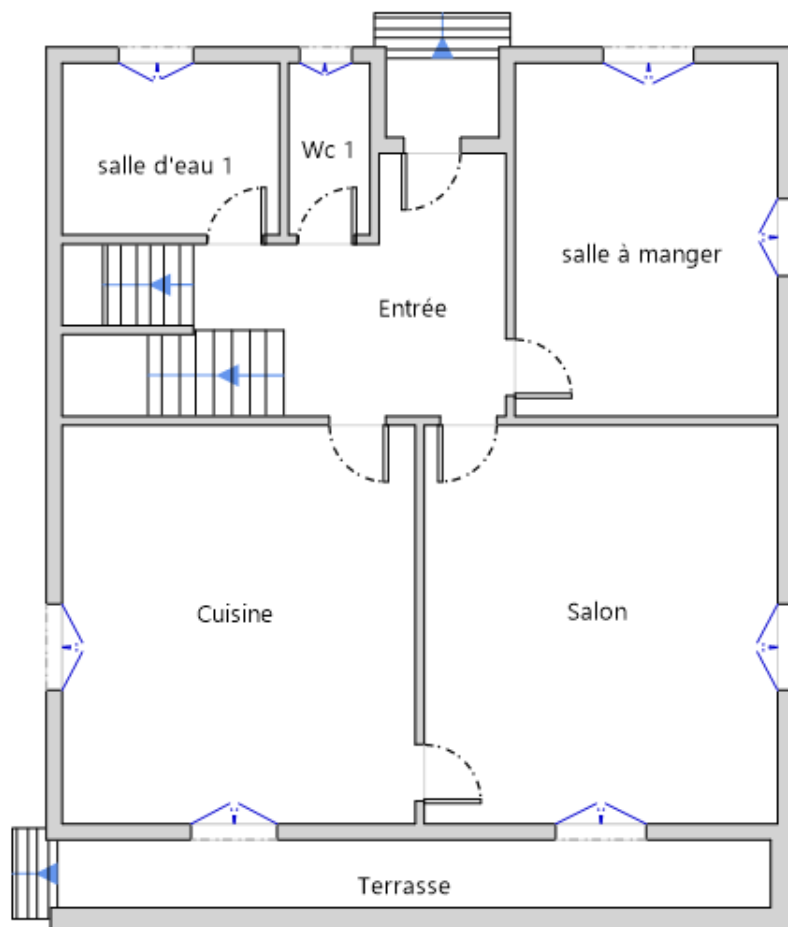 salle d'eau 1
Wc 1
salle à manger
Entrée
Cuisine
Salon
Terrasse